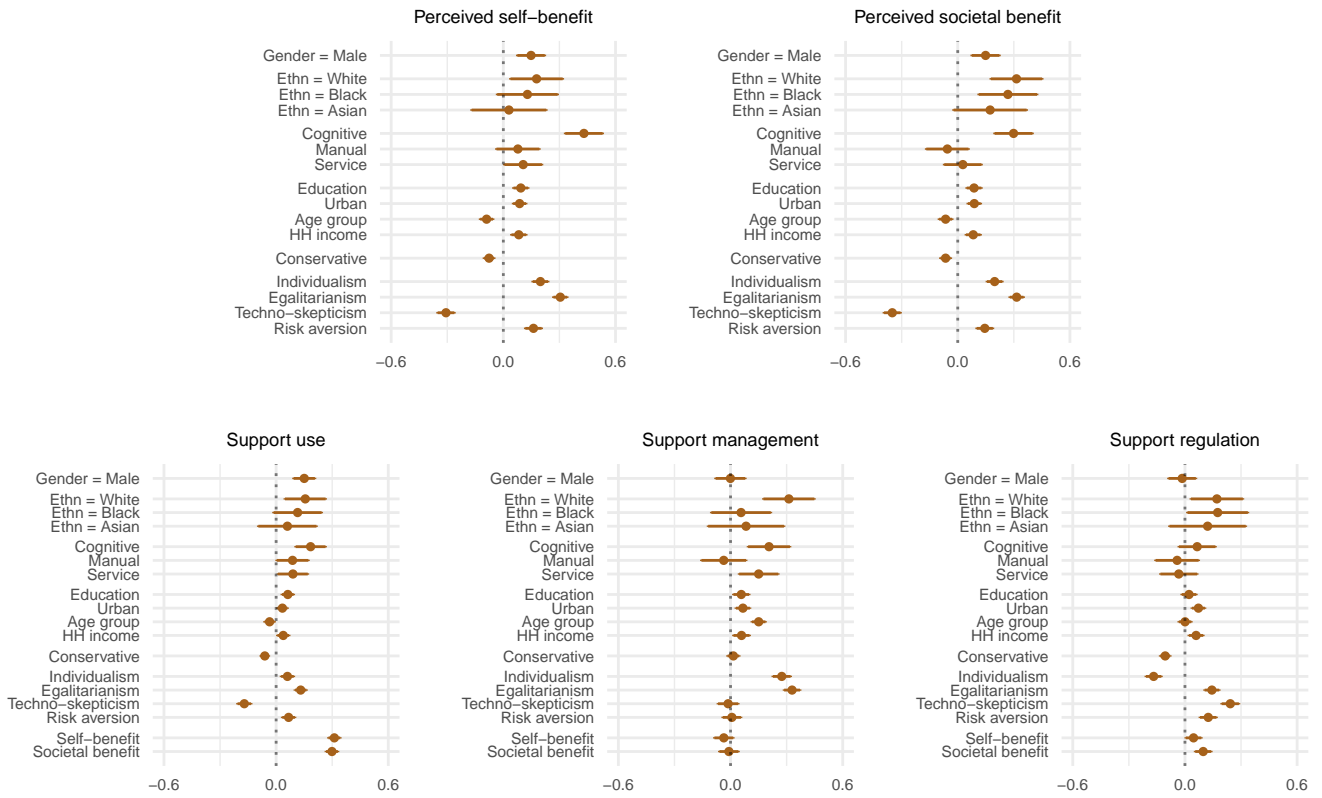 Perceived self−benefit
Gender = Male
Ethn = White
Ethn = Black
Ethn = Asian
Cognitive
Manual
Service
Education
Urban
Age group
HH income
Conservative
Individualism
Egalitarianism
Techno−skepticism
Risk aversion
−0.6 0.0 0.6
Perceived societal benefit
Gender = Male
Ethn = White
Ethn = Black
Ethn = Asian
Cognitive
Manual
Service
Education
Urban
Age group
HH income
Conservative
Individualism
Egalitarianism
Techno−skepticism
Risk aversion
−0.6 0.0 0.6
Support use
Gender = Male
Ethn = White
Ethn = Black
Ethn = Asian
Cognitive
Manual
Service
Education
Urban
Age group
HH income
Conservative
Individualism
Egalitarianism
Techno−skepticism
Risk aversion
Self−benefit
Societal benefit
−0.6 0.0 0.6
Support management
Gender = Male
Ethn = White
Ethn = Black
Ethn = Asian
Cognitive
Manual
Service
Education
Urban
Age group
HH income
Conservative
Individualism
Egalitarianism
Techno−skepticism
Risk aversion
Self−benefit
Societal benefit
−0.6 0.0 0.6
Support regulation
Gender = Male
Ethn = White
Ethn = Black
Ethn = Asian
Cognitive
Manual
Service
Education
Urban
Age group
HH income
Conservative
Individualism
Egalitarianism
Techno−skepticism
Risk aversion
Self−benefit
Societal benefit
−0.6 0.0 0.6